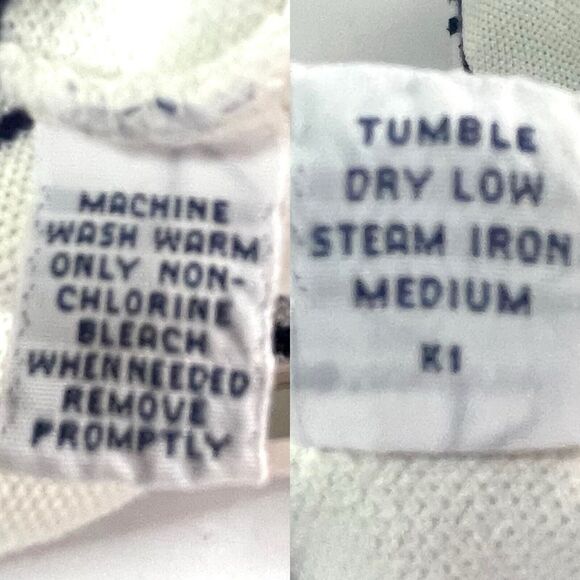 MACHINE
WASH WARM
ONLY NON-
CHLORINE
BLEACH
WHEN NEEDED
REMOVE
PROMPTLY
TUMBLE
DRY LOW
STEAM IRON
MEDIUM
K1